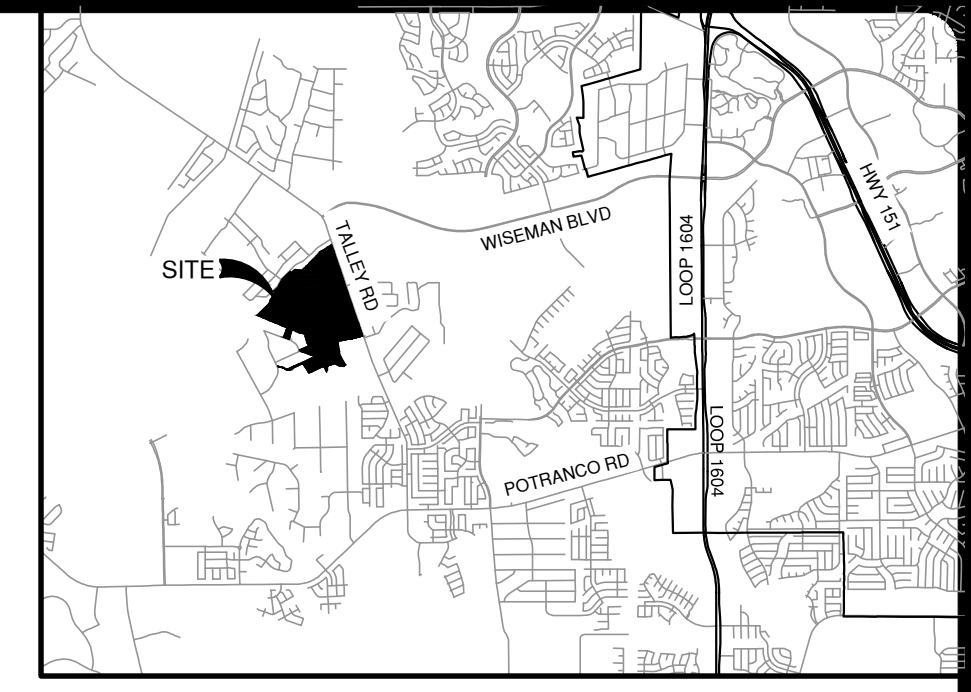 HWY 151
WISEMAN BLVD
LOOP 1604
TALLEY RD
SITE
LOOP 1604
POTRANCO RD